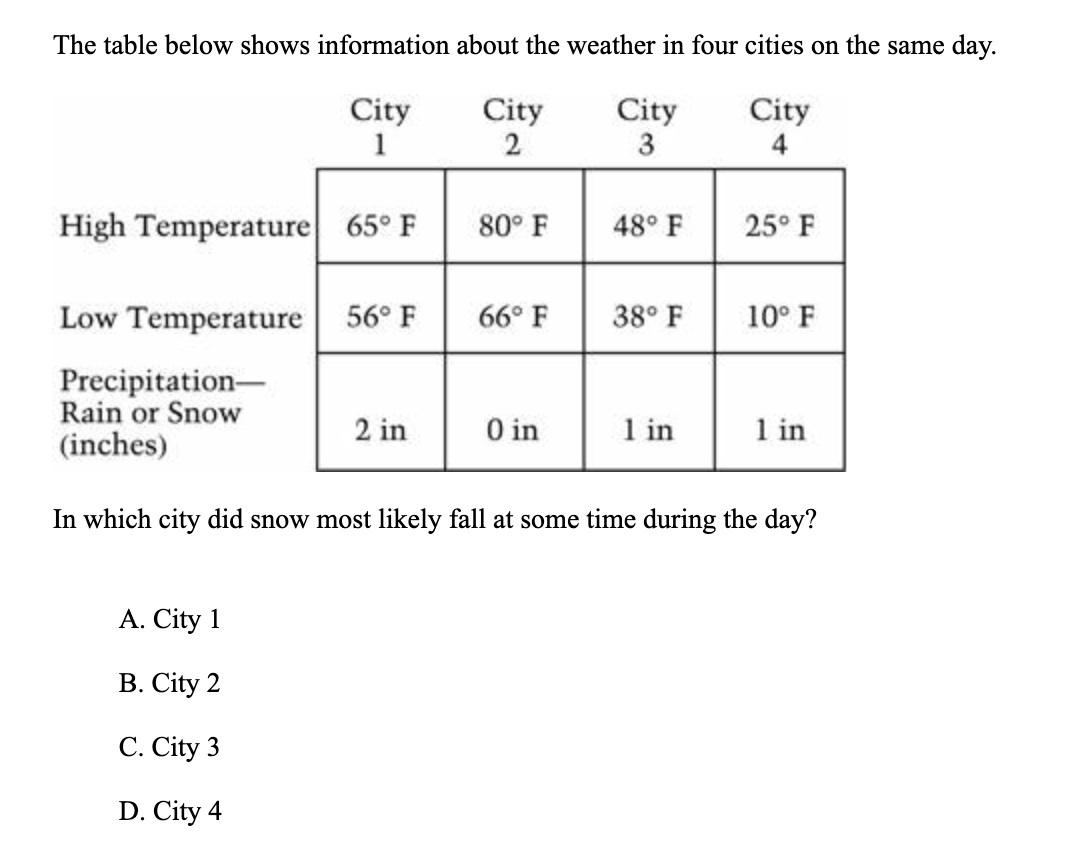 The table below shows information about the weather in four cities on the same day.
City City City City
1 2 3 4
High Temperature 65° F 80° F 48° F 25° F
Low Temperature 56° F 66° F 38° F 10° F
Precipitation—
Rain or Snow
(inches) 2 in 0 in 1 in 1 in
In which city did snow most likely fall at some time during the day?
A. City 1
B. City 2
C. City 3
D. City 4